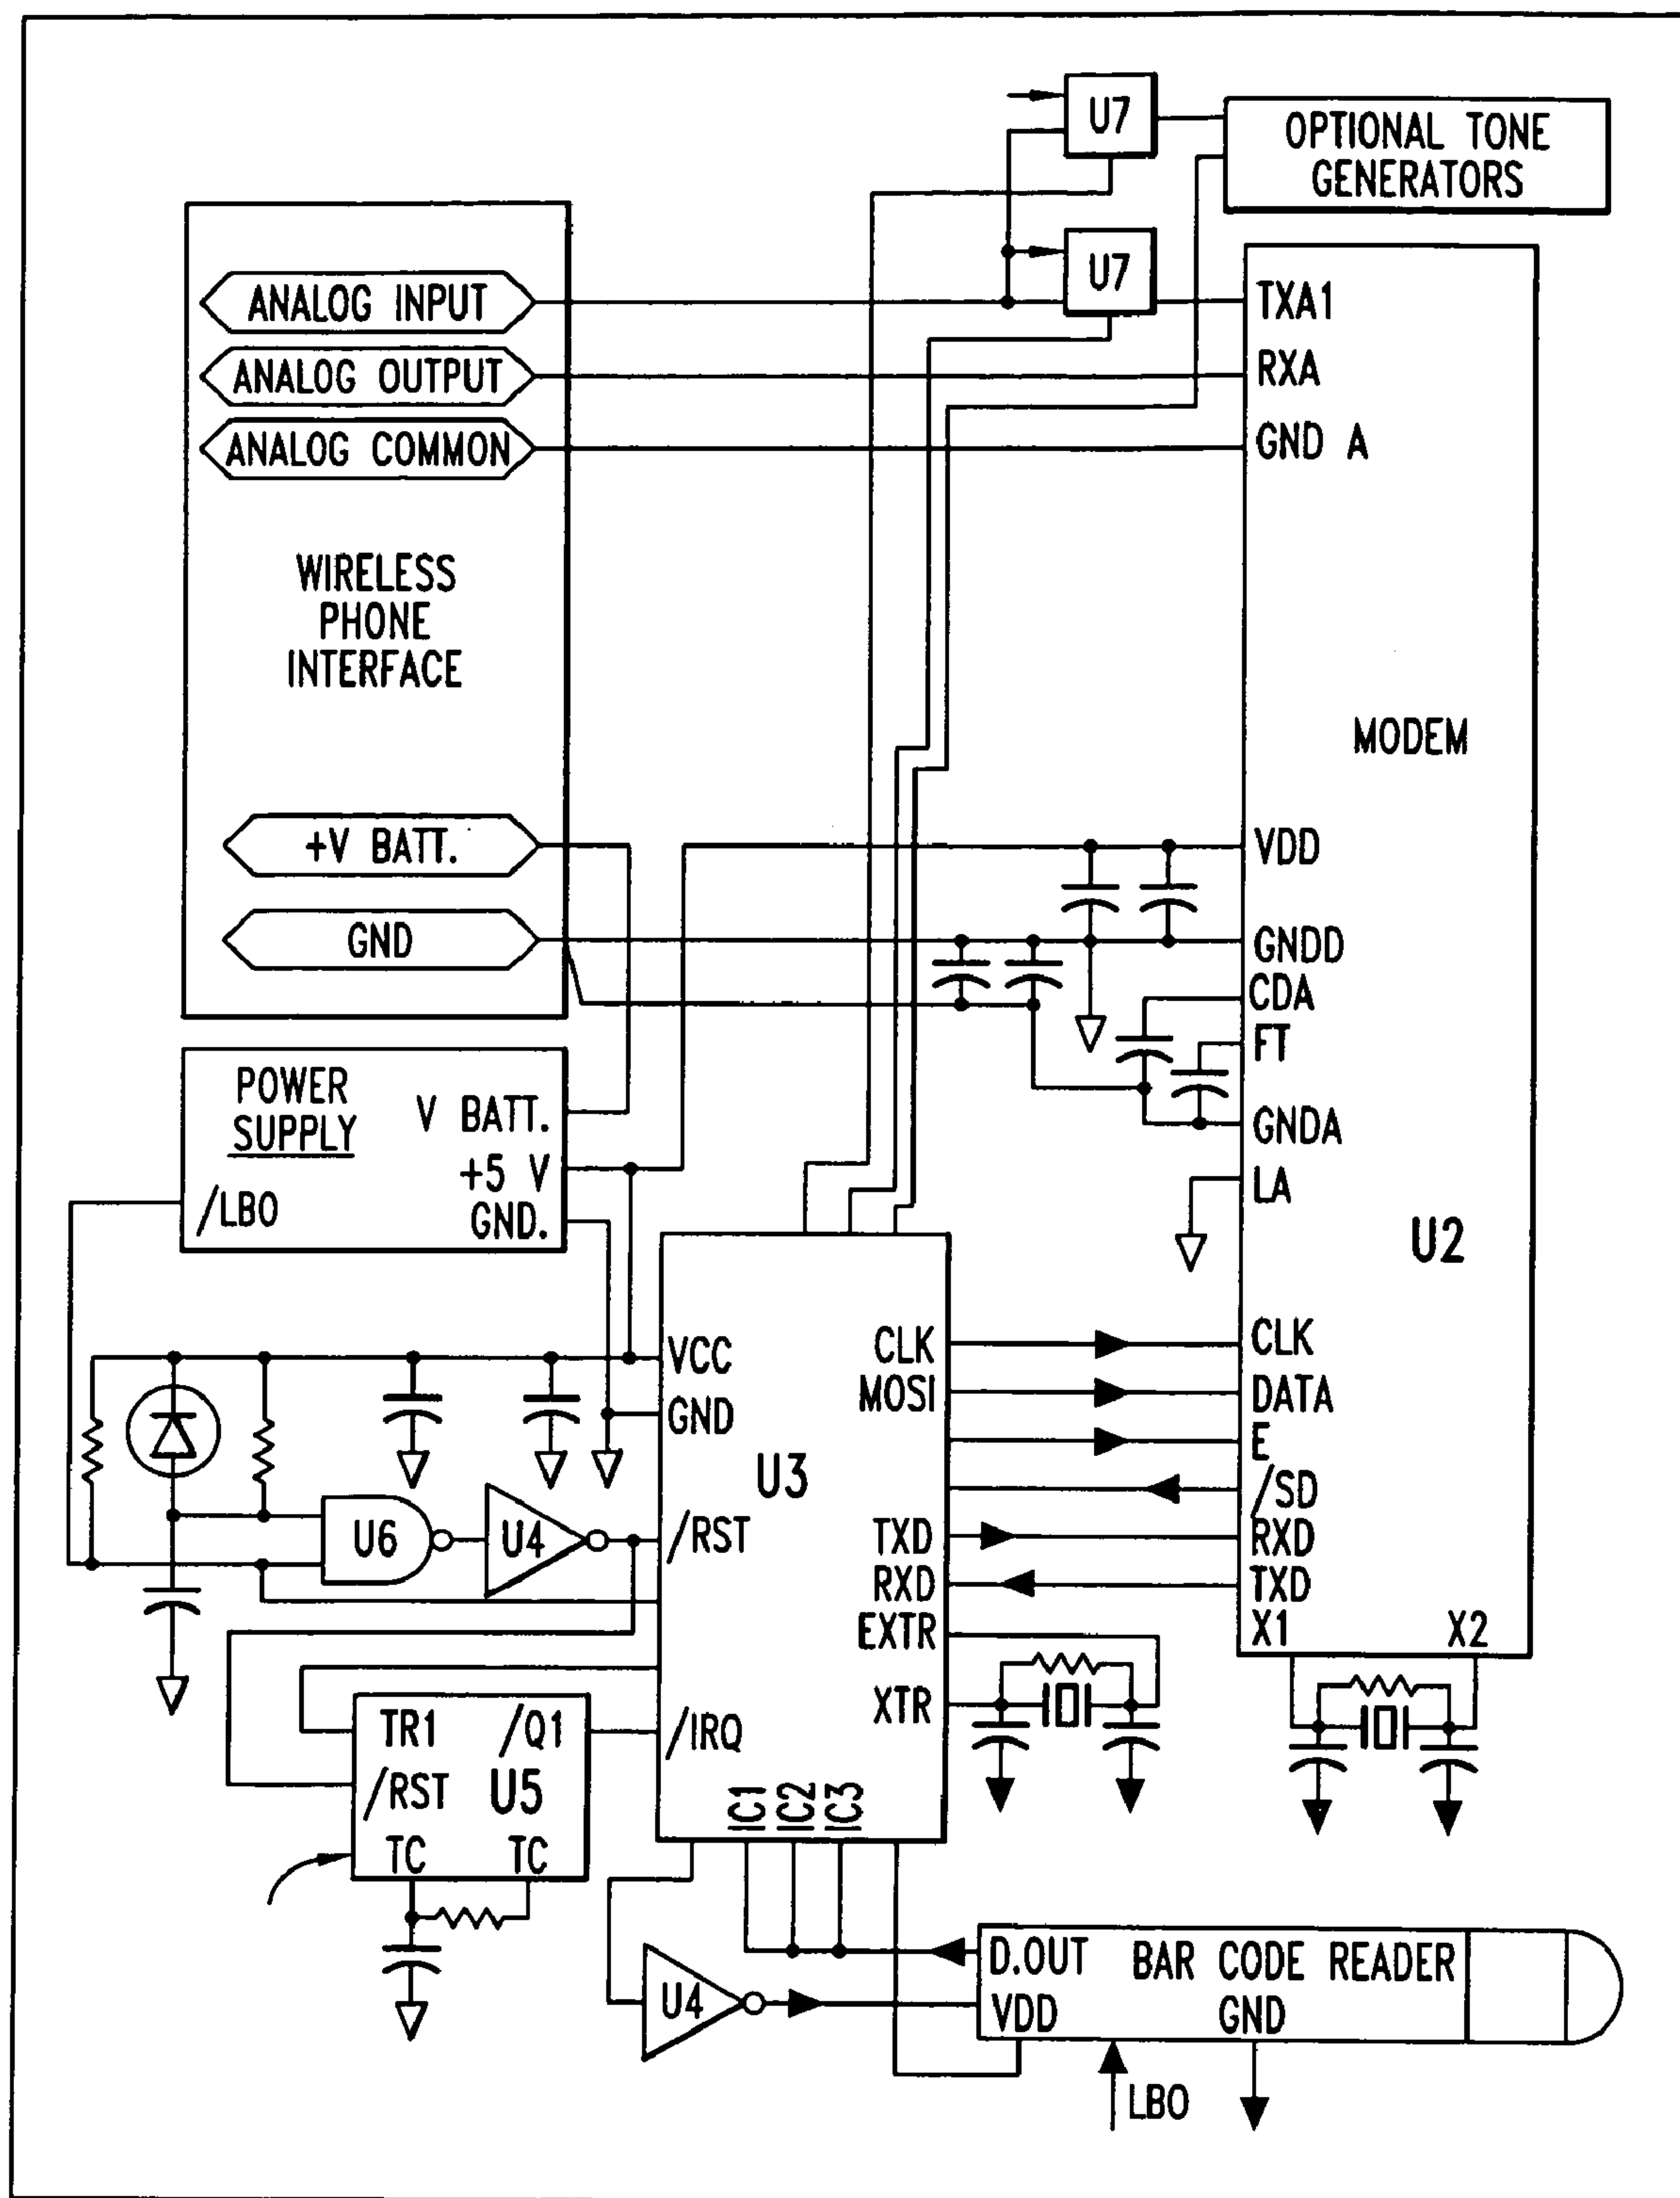 U7
OPTIONAL TONE
GENERATORS
U7
ANALOG INPUT
ANALOG OUTPUT
ANALOG COMMON
WIRELESS
PHONE
INTERFACE
+V BATT.
GND
TXA1
RXA
GND A
MODEM
VDD
GNDD
CDA
FT
GNDA
LA
U2
CLK
DATA
E
/SD
RXD
TXD
X1
X2
POWER
SUPPLY
V BATT.
+5 V
/LBO
GND.
VCC
GND
U3
/RST
/IRQ
CLK
MOSI
TXD
RXD
EXTR
XTR
IC1
IC2
IC3
U6
U4
TR1
/Q1
/RST
U5
TC
TC
U4
D.OUT
BAR CODE READER
VDD
GND
LBO